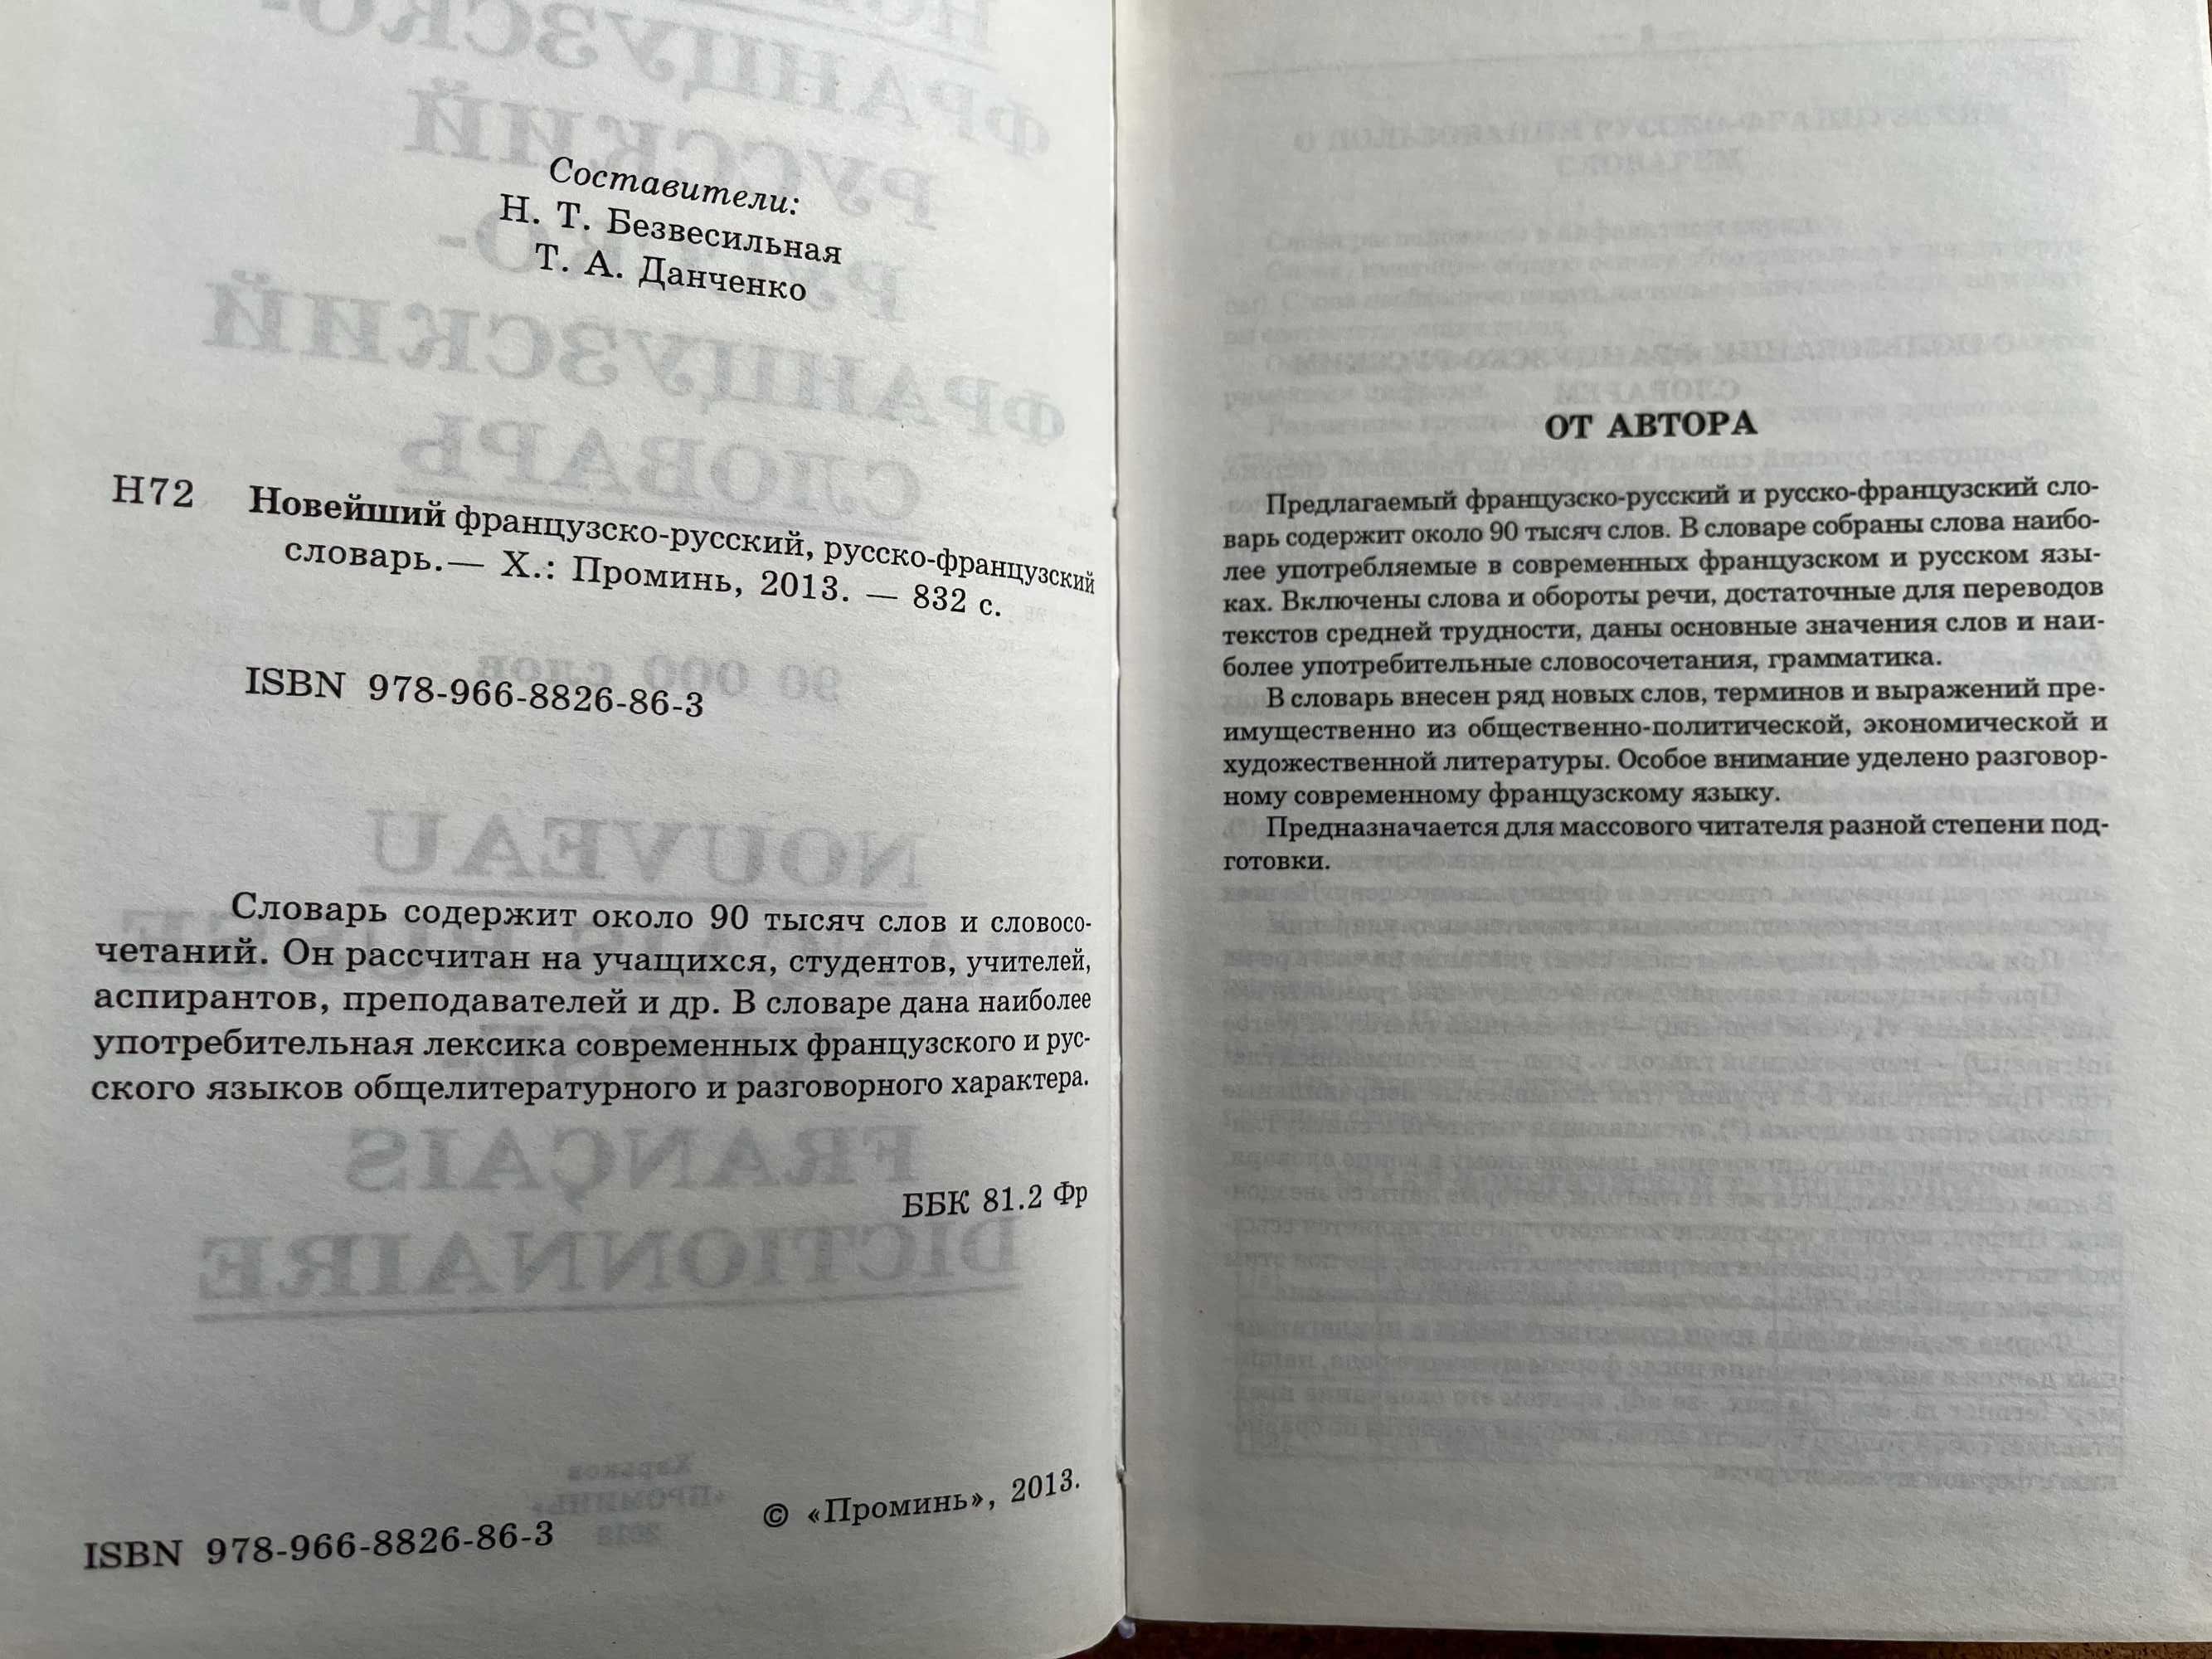 Составители:
Н. Т. Безвесильная
Т. А. Данченко
Н72 Новейший французско-русский, русско-французский
словарь.— Х.: Проминь, 2013. — 832 с.
ISBN 978-966-8826-86-3
Словарь содержит около 90 тысяч слов и словосо-
четаний. Он рассчитан на учащихся, студентов, учителей,
аспирантов, преподавателей и др. В словаре дана наиболее
употребительная лексика современных французского и рус-
ского языков общелитературного и разговорного характера.
ББК 81.2 Фр
© «Проминь», 2013.
ISBN 978-966-8826-86-3
ОТ АВТОРА
Предлагаемый французско-русский и русско-французский сло-
варь содержит около 90 тысяч слов. В словаре собраны слова наибо-
лее употребляемые в современных французском и русском язы-
ках. Включены слова и обороты речи, достаточные для переводов
текстов средней трудности, даны основные значения слов и наи-
более употребительные словосочетания, грамматика.
В словарь внесен ряд новых слов, терминов и выражений пре-
имущественно из общественно-политической, экономической и
художественной литературы. Особое внимание уделено разговор-
ному современному французскому языку.
Предназначается для массового читателя разной степени под-
готовки.